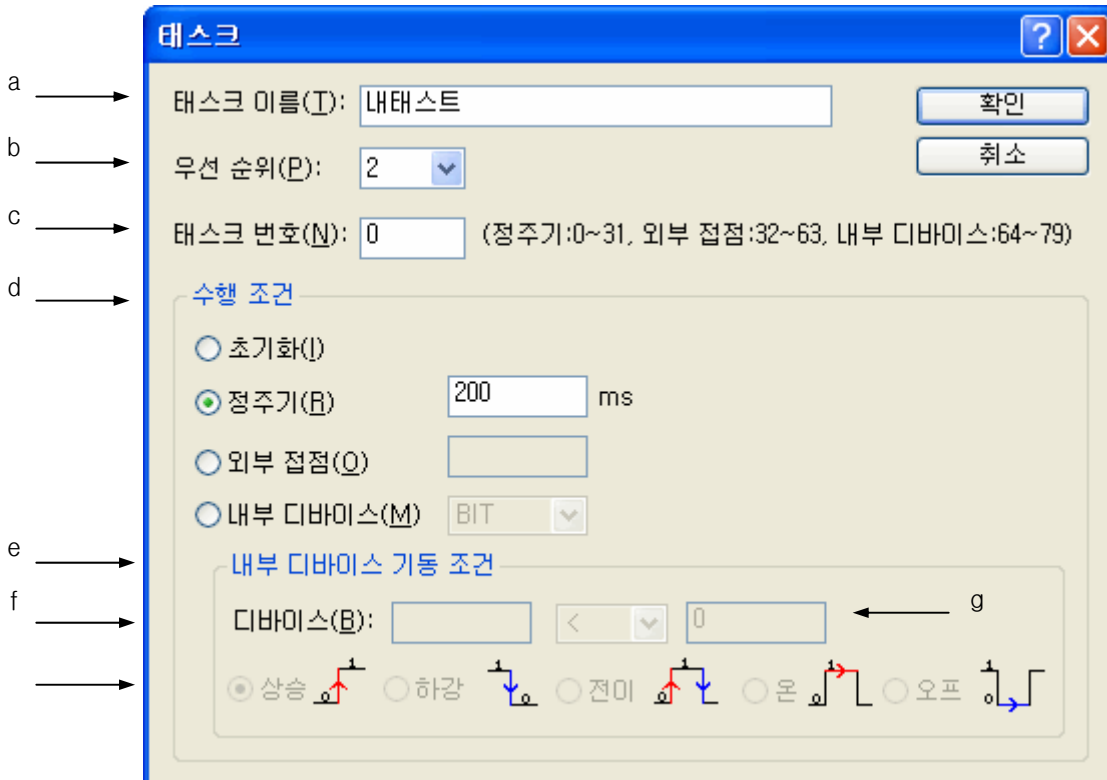 태스크
a 태스크 이름(T): 내태스트 확인
b 우선 순위(P): 2 취소
c 태스크 번호(N): 0 (정주기:0~31, 외부 접점:32~63, 내부 디바이스:64~79)
d 수행 조건
초기화(I)
정주기(R) 200 ms
외부 접점(O)
내부 디바이스(M) BIT
e 내부 디바이스 기동 조건
f 디바이스(B): < 0 g
상승 0 1 하강 1 0 전이 0 1 온 0 1 오프 1 0